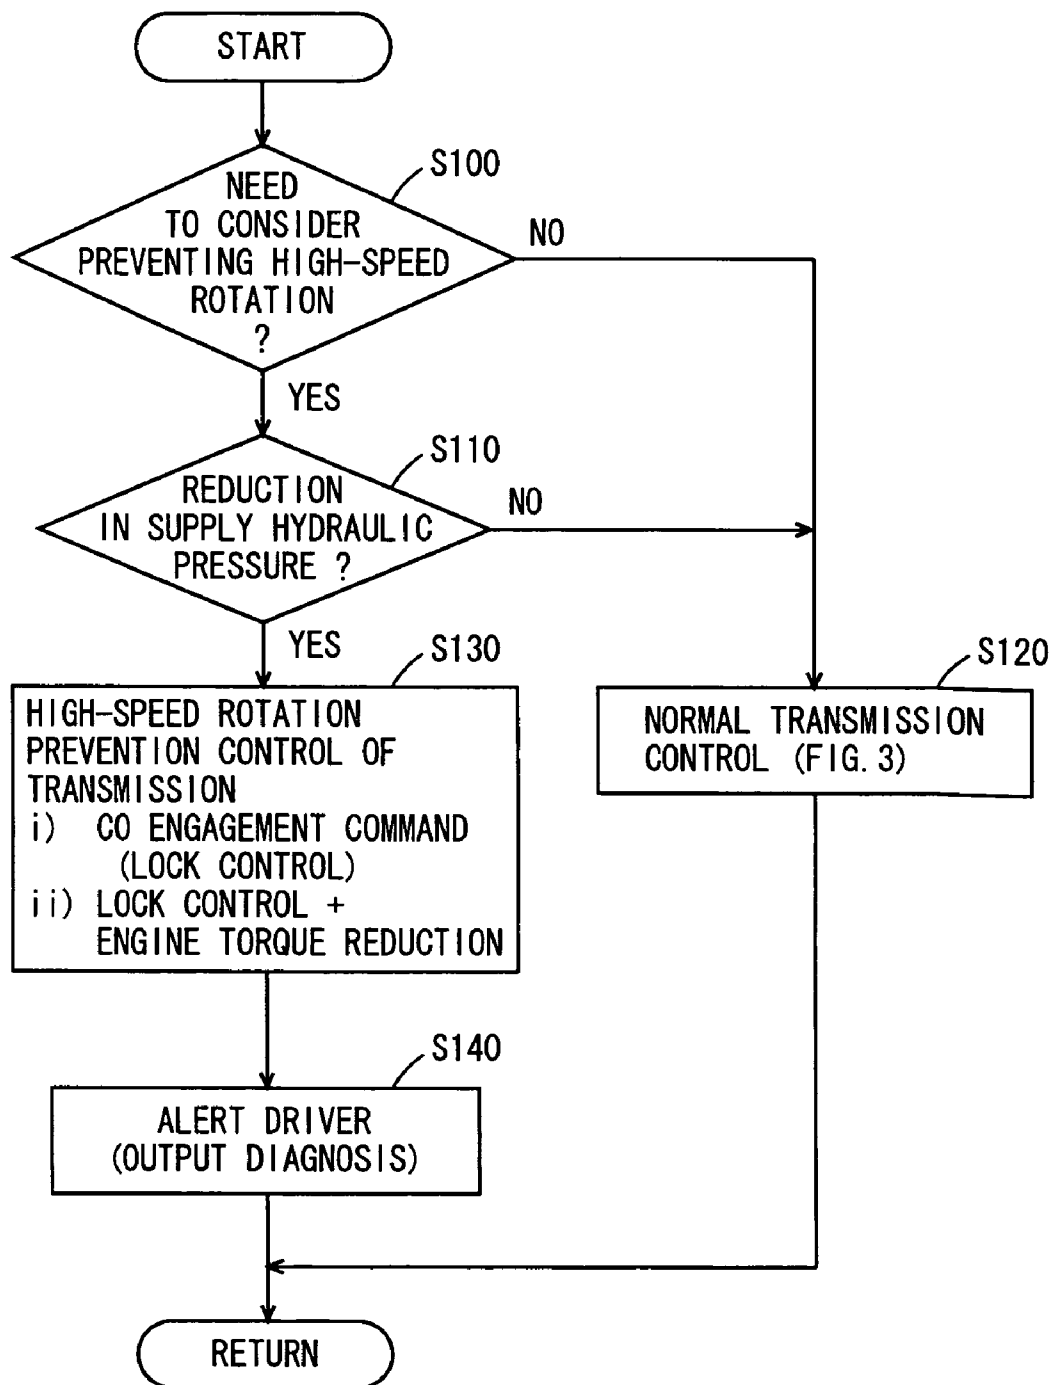 START
S100
NEED
TO CONSIDER
PREVENTING HIGH-SPEED
ROTATION
?
NO
YES
S110
REDUCTION
IN SUPPLY HYDRAULIC
PRESSURE ?
NO
YES
S130
HIGH-SPEED ROTATION
PREVENTION CONTROL OF
TRANSMISSION
i) C0 ENGAGEMENT COMMAND
(LOCK CONTROL)
ii) LOCK CONTROL +
ENGINE TORQUE REDUCTION
S120
NORMAL TRANSMISSION
CONTROL (FIG. 3)
S140
ALERT DRIVER
(OUTPUT DIAGNOSIS)
RETURN